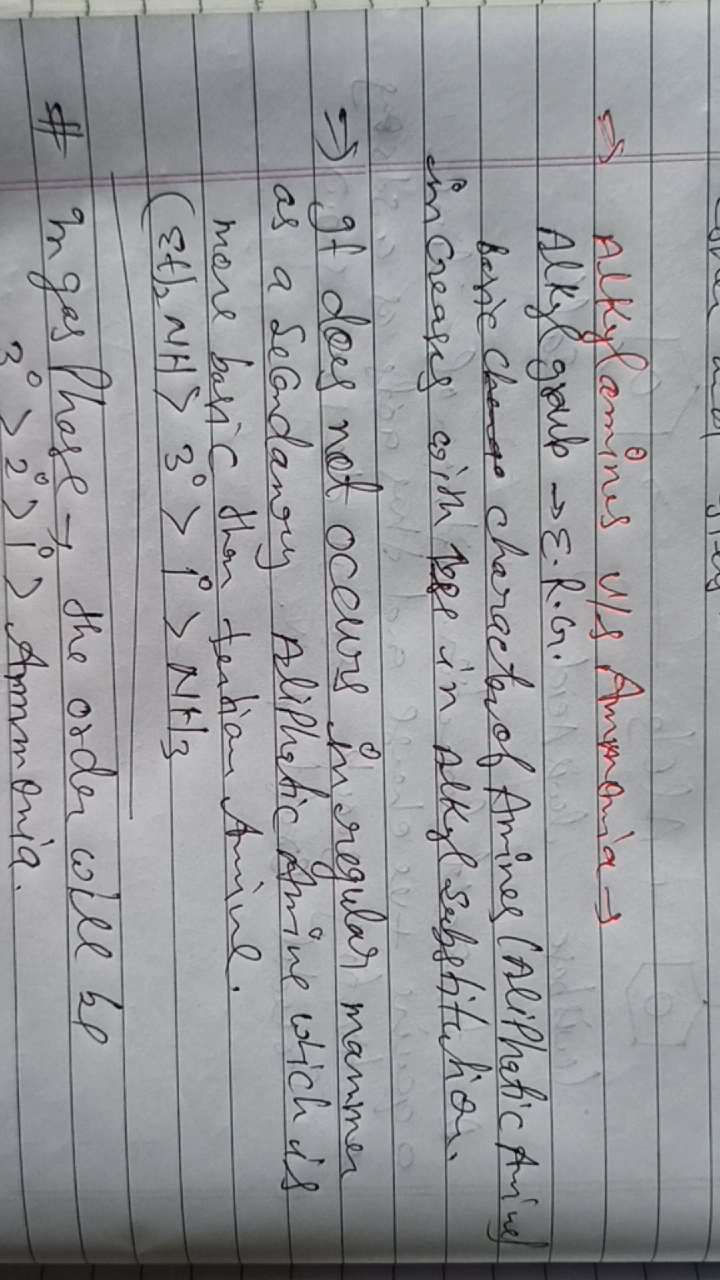 ⇒ Alkylamines v/s Ammonia →
Alkyl group → E.R.G.
basic character of Amines (Aliphatic Amine)
increases with in Alkyl Substitution.
⇒ It does not occurs in regular manner
as a Secondary Aliphatic Amine which is
more basic than Amine.
(Et)₂ NH > 3° > 1° > NH3
# In gas Phase → the order will be
3° > 2° > 1° > Ammonia.